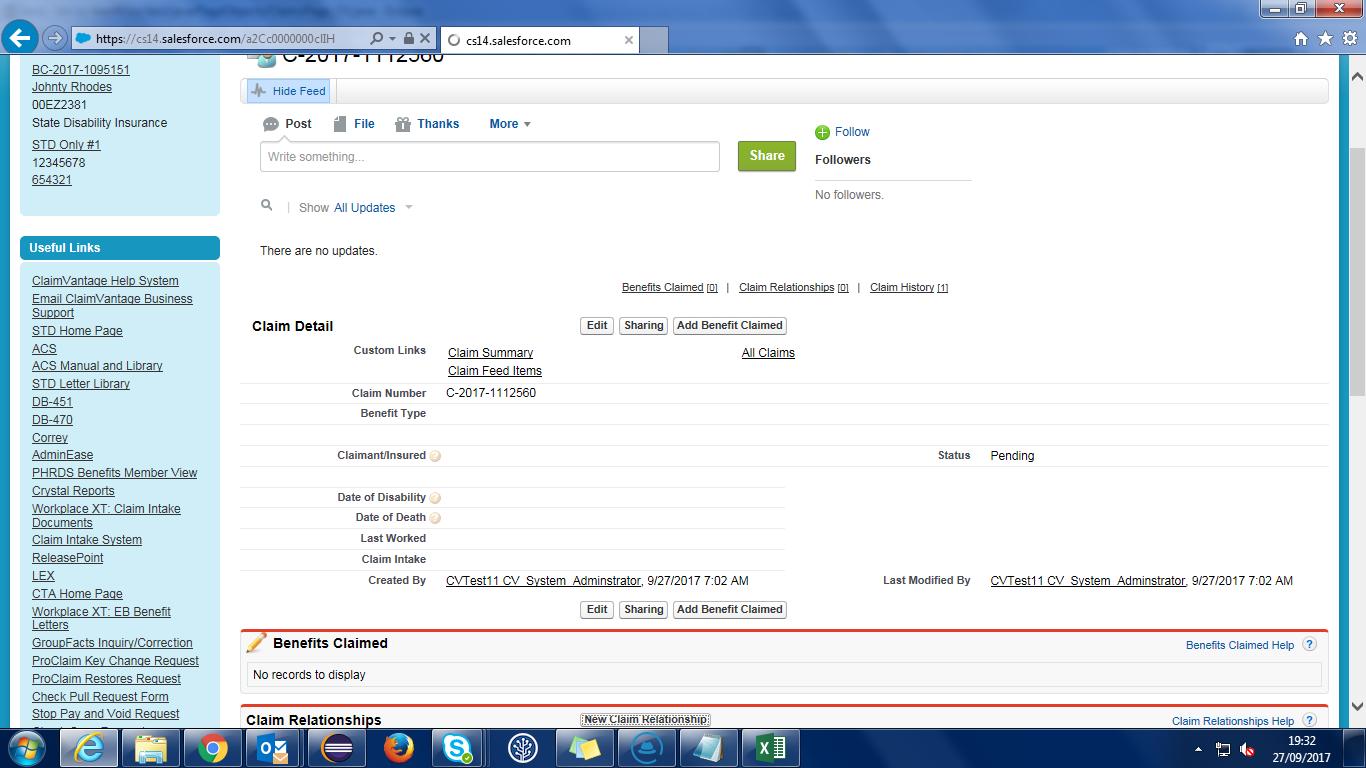 https://cs14.salesforce.com/a2Cc0000000cIIH
cs14.salesforce.com
BC-2017-1095151
Johnty Rhodes
00EZ2381
State Disability Insurance
STD Only #1
12345678
654321
Useful Links
ClaimVantage Help System
Email ClaimVantage Business
Support
STD Home Page
ACS
ACS Manual and Library
STD Letter Library
DB-451
DB-470
Correy
AdminEase
PHRDS Benefits Member View
Crystal Reports
Workplace XT: Claim Intake
Documents
Claim Intake System
ReleasePoint
LEX
CTA Home Page
Workplace XT: EB Benefit
Letters
GroupFacts Inquiry/Correction
ProClaim Key Change Request
ProClaim Restores Request
Check Pull Request Form
Stop Pay and Void Request
C-2017-1112560
Hide Feed
Post File Thanks More
Write something...
Share
Follow
Followers
No followers.
Show All Updates
There are no updates.
Benefits Claimed [0] | Claim Relationships [0] | Claim History [1]
Claim Detail
Edit Sharing Add Benefit Claimed
Custom Links Claim Summary All Claims
Claim Feed Items
Claim Number C-2017-1112560
Benefit Type
Claimant/Insured ? Status Pending
Date of Disability ?
Date of Death ?
Last Worked
Claim Intake
Created By CVTest11 CV_System_Adminstrator, 9/27/2017 7:02 AM Last Modified By CVTest11 CV_System_Adminstrator, 9/27/2017 7:02 AM
Edit Sharing Add Benefit Claimed
Benefits Claimed Benefits Claimed Help ?
No records to display
Claim Relationships New Claim Relationship Claim Relationships Help ?
19:32
27/09/2017